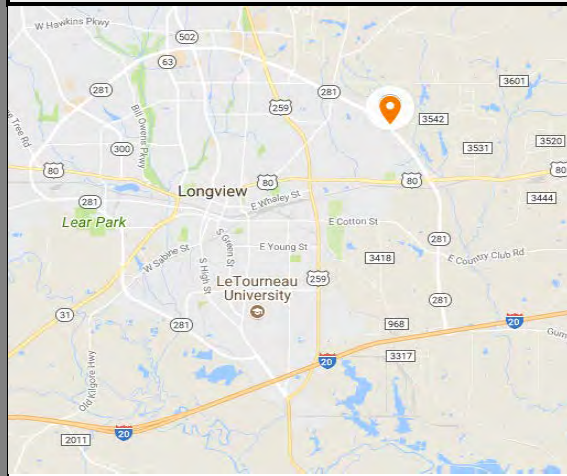 W Hawkins Pkwy
502
63
281
281
3601
259
3542
Bill Owens Pkwy
Tree Rd
300
3531
3520
80
80
80
80
Longview
E Whaley St
3444
281
Lear Park
E Cotton St
281
W Sabine St
S Green St
E Young St
3418
E Country Club Rd
S High St
LeTourneau
University
259
281
31
281
968
20
3317
20
Old Kilgore Hwy
20
2011